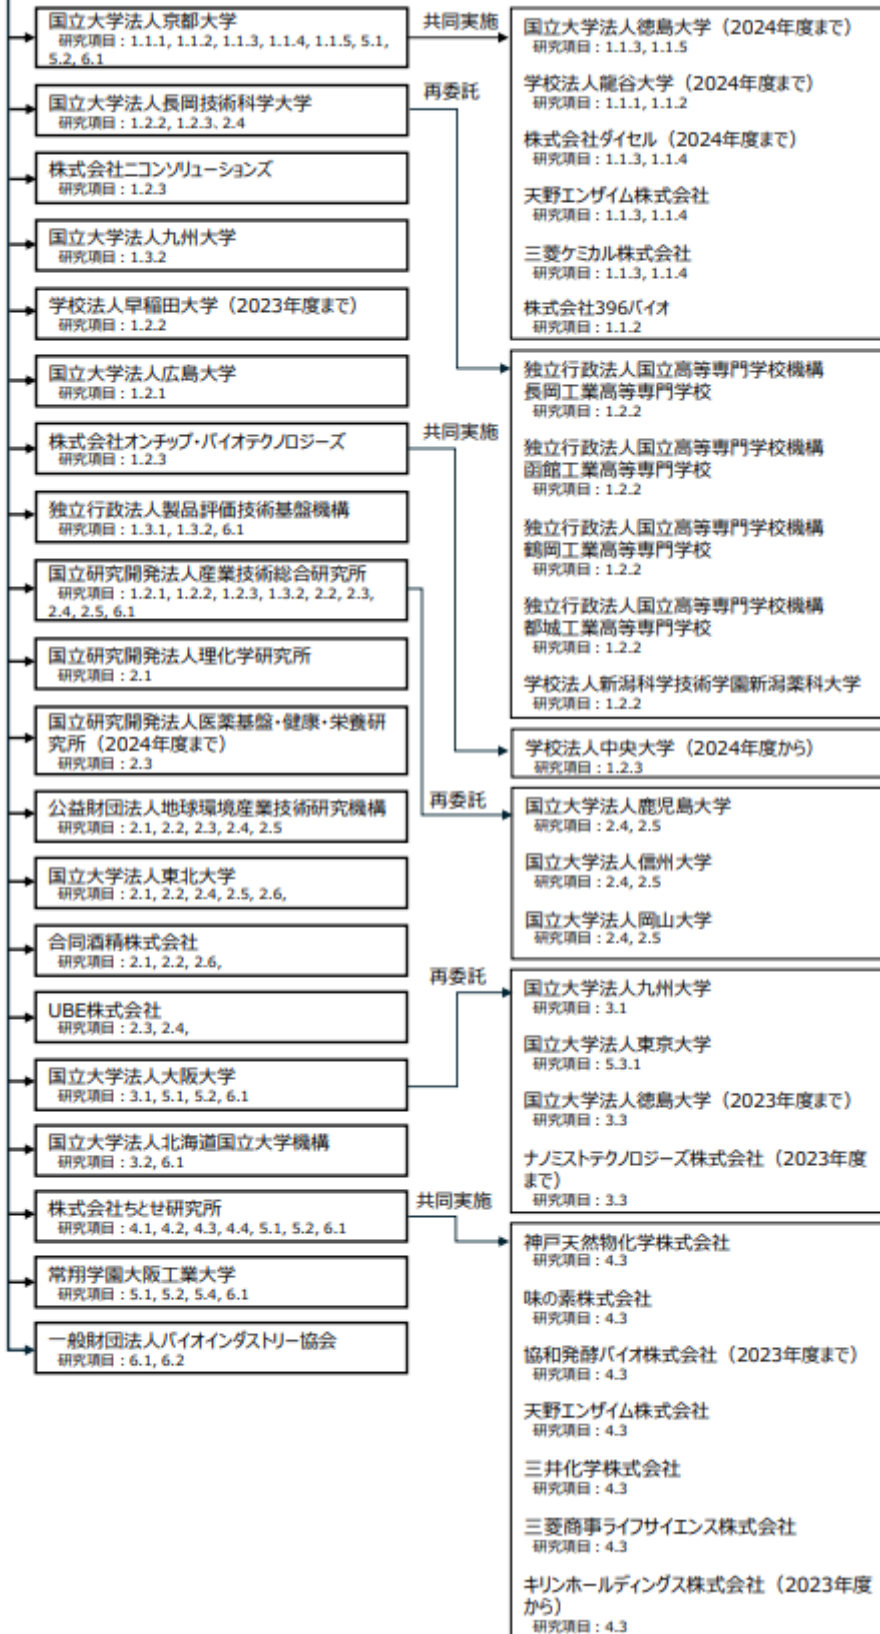 国立大学法人京都大学
研究項目：1.1.1, 1.1.2, 1.1.3, 1.1.4, 1.1.5, 5.1,
5.2, 6.1
国立大学法人長岡技術科学大学
研究項目：1.2.2, 1.2.3、2.4
株式会社ニコンソリューションズ
研究項目：1.2.3
国立大学法人九州大学
研究項目：1.3.2
学校法人早稲田大学（2023年度まで）
研究項目：1.2.2
国立大学法人広島大学
研究項目：1.2.1
株式会社オンチップ・バイオテクノロジーズ
研究項目：1.2.3
独立行政法人製品評価技術基盤機構
研究項目：1.3.1, 1.3.2, 6.1
国立研究開発法人産業技術総合研究所
研究項目：1.2.1, 1.2.2, 1.2.3, 1.3.2, 2.2, 2.3,
2.4, 2.5, 6.1
国立研究開発法人理化学研究所
研究項目：2.1
国立研究開発法人医薬基盤・健康・栄養研
究所（2024年度まで）
研究項目：2.3
公益財団法人地球環境産業技術研究機構
研究項目：2.1, 2.2, 2.3, 2.4, 2.5
国立大学法人東北大学
研究項目：2.1, 2.2, 2.4, 2.5, 2.6,
合同酒精株式会社
研究項目：2.1, 2.2, 2.6,
UBE株式会社
研究項目：2.3, 2.4,
国立大学法人大阪大学
研究項目：3.1, 5.1, 5.2, 6.1
国立大学法人北海道国立大学機構
研究項目：3.2, 6.1
株式会社ちとせ研究所
研究項目：4.1, 4.2, 4.3, 4.4, 5.1, 5.2, 6.1
常翔学園大阪工業大学
研究項目：5.1, 5.2, 5.4, 6.1
一般財団法人バイオインダストリー協会
研究項目：6.1, 6.2
共同実施
国立大学法人徳島大学（2024年度まで）
研究項目：1.1.3, 1.1.5
学校法人龍谷大学（2024年度まで）
研究項目：1.1.1, 1.1.2
株式会社ダイセル（2024年度まで）
研究項目：1.1.3, 1.1.4
天野エンザイム株式会社
研究項目：1.1.3, 1.1.4
三菱ケミカル株式会社
研究項目：1.1.3, 1.1.4
株式会社396バイオ
研究項目：1.1.2
再委託
独立行政法人国立高等専門学校機構
長岡工業高等専門学校
研究項目：1.2.2
独立行政法人国立高等専門学校機構
函館工業高等専門学校
研究項目：1.2.2
独立行政法人国立高等専門学校機構
鶴岡工業高等専門学校
研究項目：1.2.2
独立行政法人国立高等専門学校機構
都城工業高等専門学校
研究項目：1.2.2
学校法人新潟科学技術学園新潟薬科大学
研究項目：1.2.2
共同実施
学校法人中央大学（2024年度から）
研究項目：1.2.3
再委託
国立大学法人鹿児島大学
研究項目：2.4, 2.5
国立大学法人信州大学
研究項目：2.4, 2.5
国立大学法人岡山大学
研究項目：2.4, 2.5
再委託
国立大学法人九州大学
研究項目：3.1
国立大学法人東京大学
研究項目：5.3.1
国立大学法人徳島大学（2023年度まで）
研究項目：3.3
ナノミストテクノロジーズ株式会社（2023年度
まで）
研究項目：3.3
共同実施
神戸天然物化学株式会社
研究項目：4.3
味の素株式会社
研究項目：4.3
協和発酵バイオ株式会社（2023年度まで）
研究項目：4.3
天野エンザイム株式会社
研究項目：4.3
三井化学株式会社
研究項目：4.3
三菱商事ライフサイエンス株式会社
研究項目：4.3
キリンホールディングス株式会社（2023年度
から）
研究項目：4.3